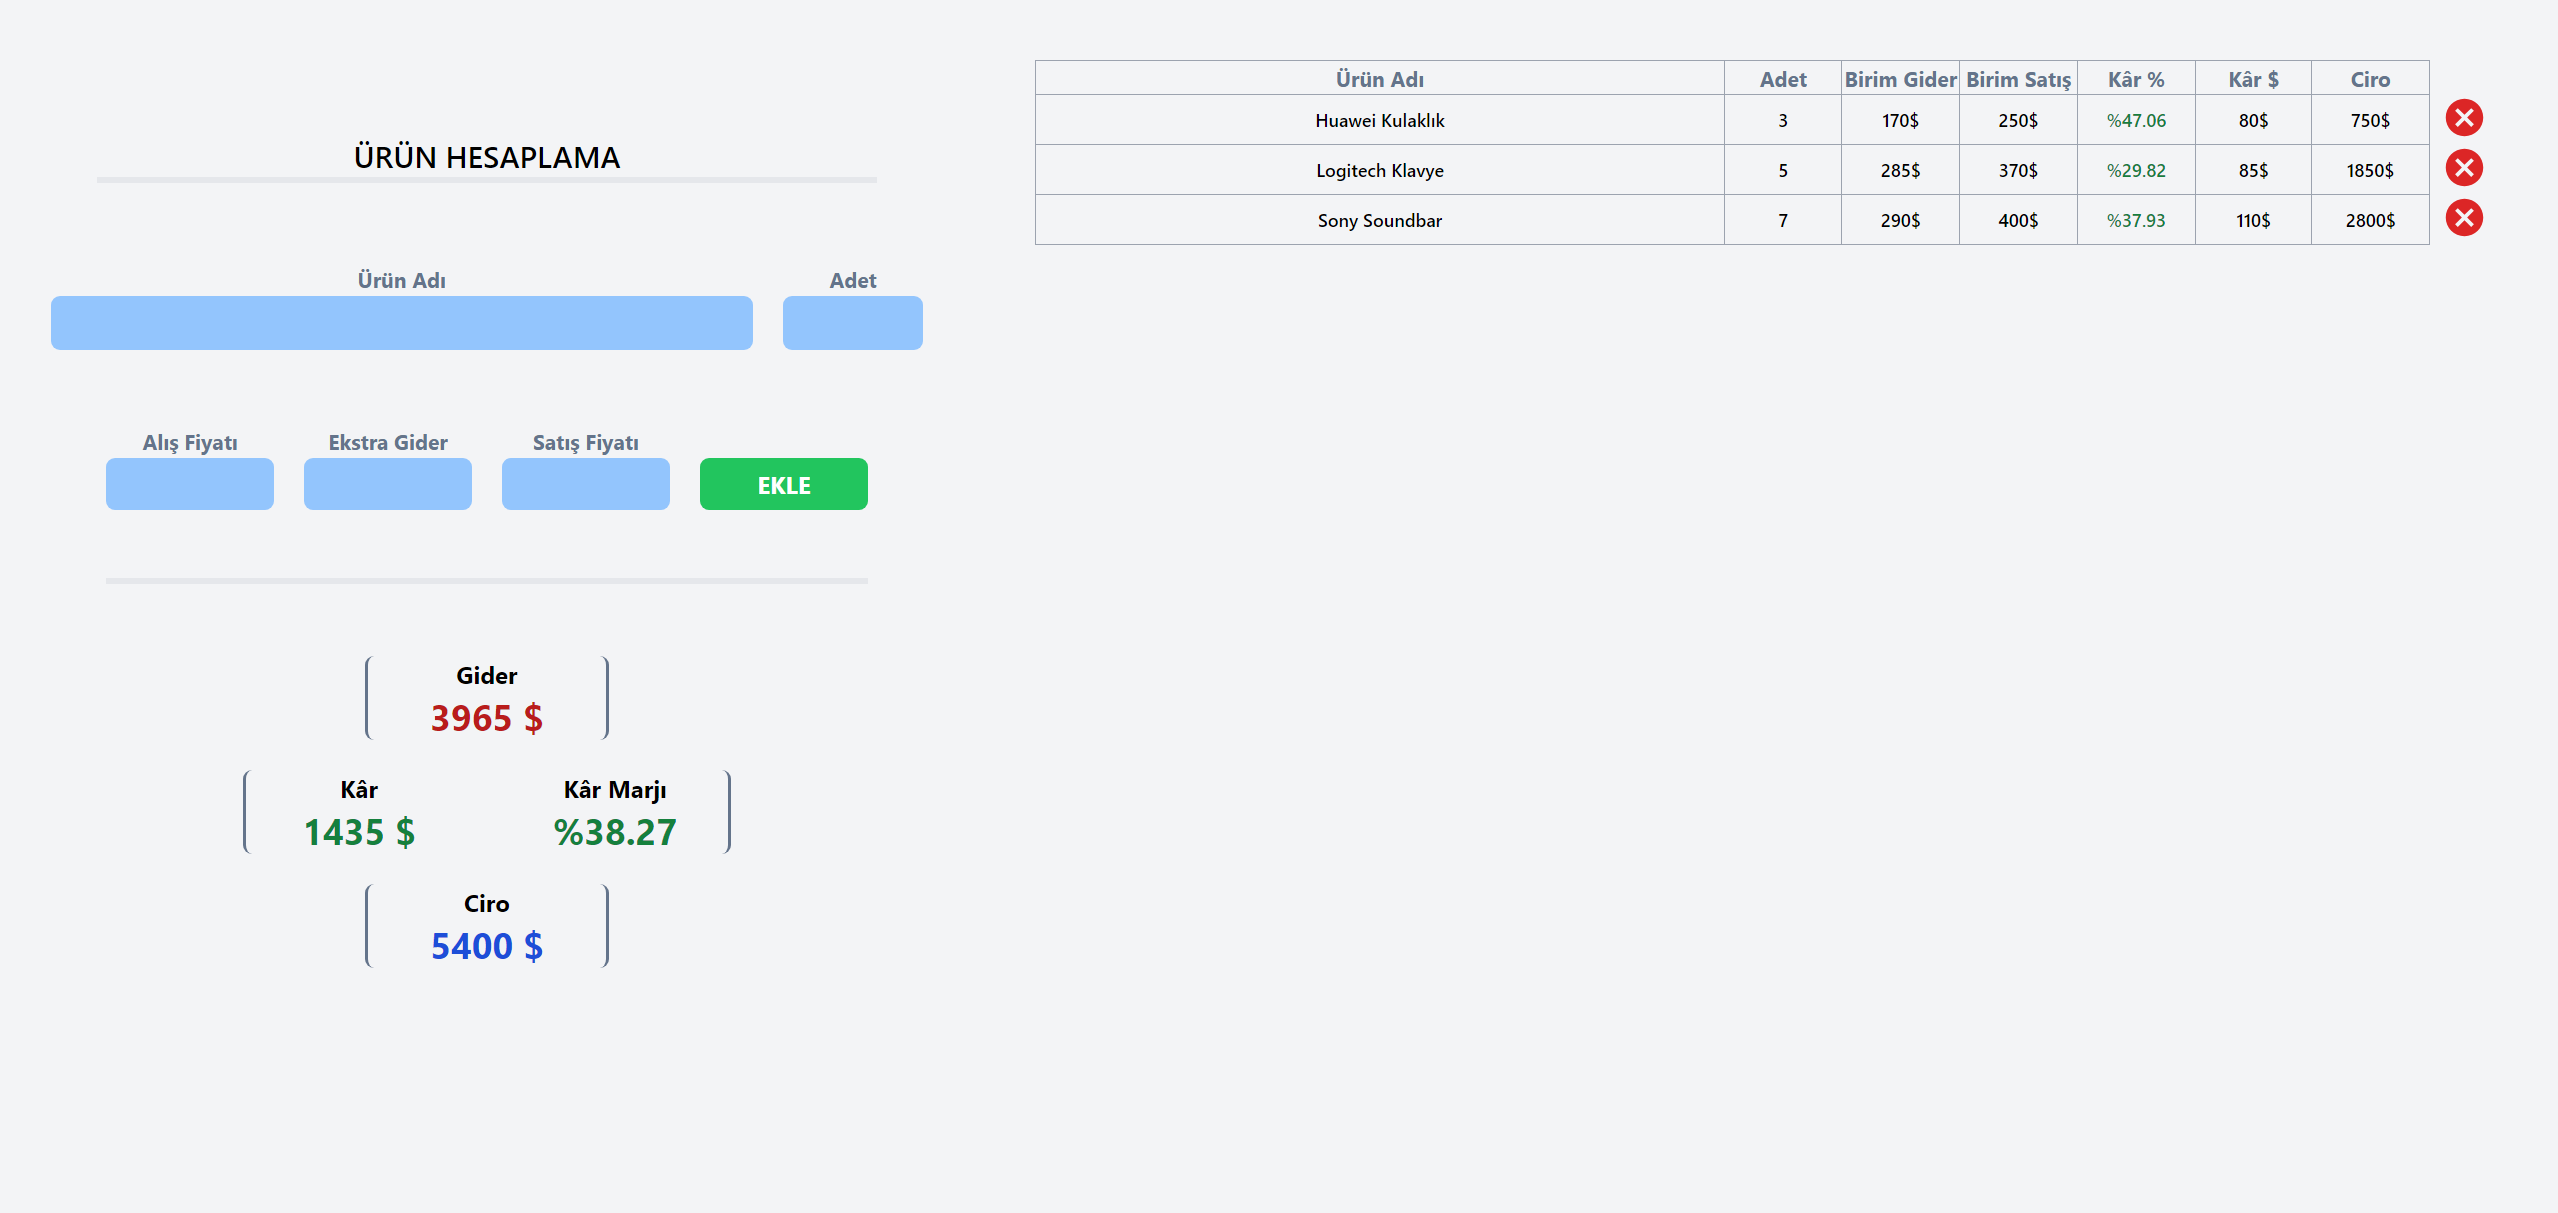 ÜRÜN HESAPLAMA
Ürün Adı Adet
Alış Fiyatı Ekstra Gider Satış Fiyatı
EKLE
Gider
3965 $
Kâr Kâr Marjı
1435 $ %38.27
Ciro
5400 $
Ürün Adı Adet Birim Gider Birim Satış Kâr % Kâr $ Ciro
Huawei Kulaklık 3 170$ 250$ %47.06 80$ 750$
Logitech Klavye 5 285$ 370$ %29.82 85$ 1850$
Sony Soundbar 7 290$ 400$ %37.93 110$ 2800$